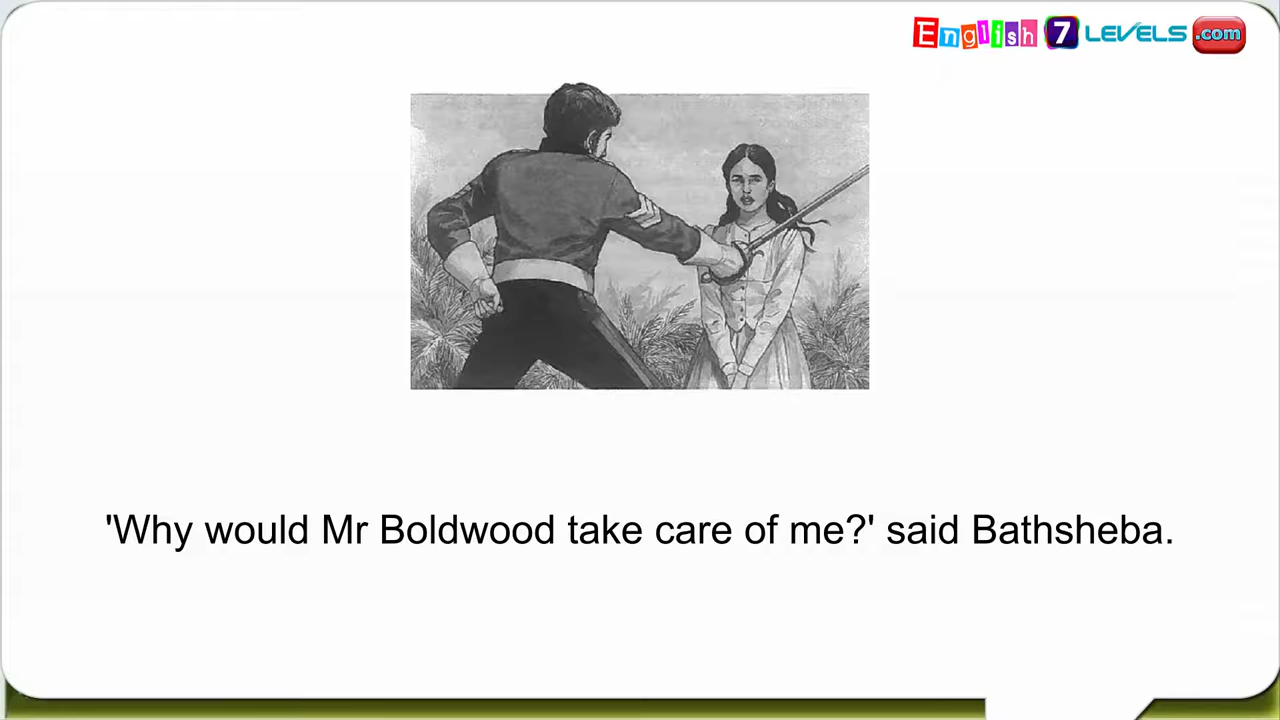 English 7 LEVELS .com
'Why would Mr Boldwood take care of me?' said Bathsheba.